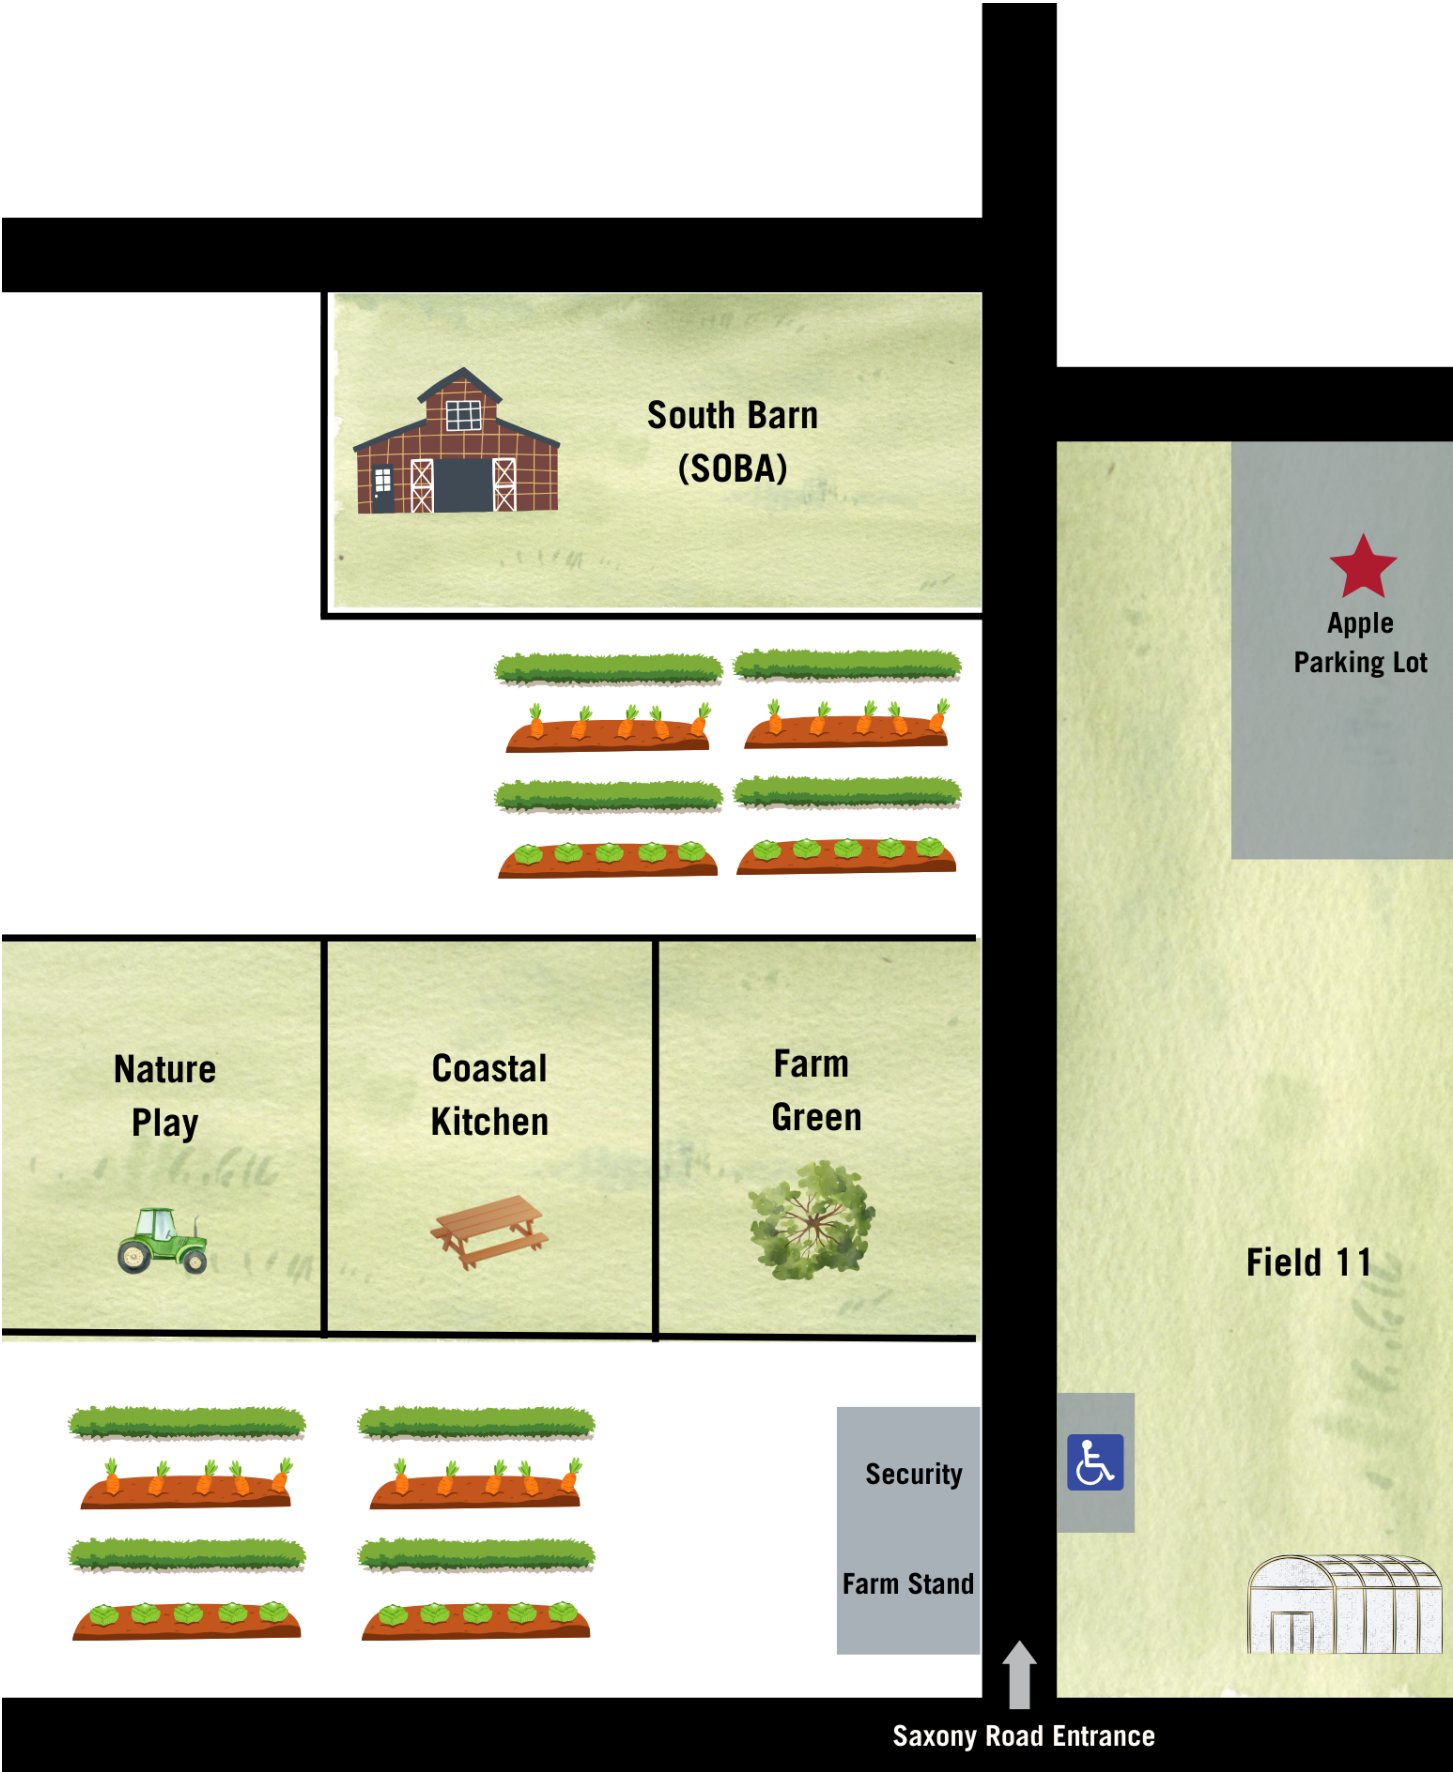 South Barn
(SOBA)
Apple
Parking Lot
Nature
Play
Coastal
Kitchen
Farm
Green
Field 11
Security
Farm Stand
Saxony Road Entrance